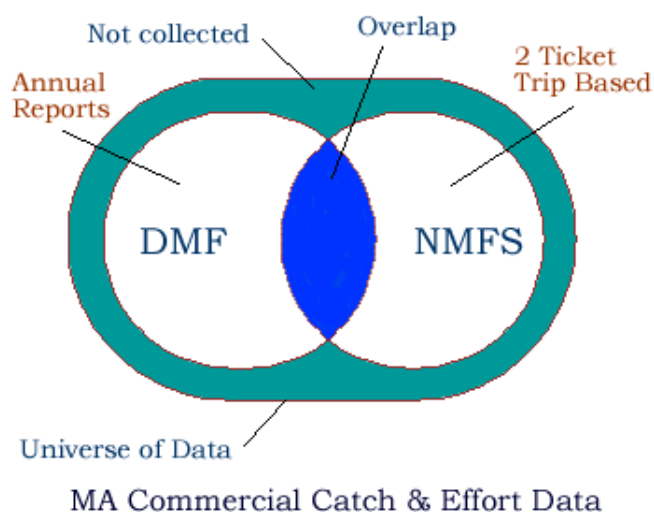 Not collected
Overlap
2 Ticket
Trip Based
Annual
Reports
DMF
NMFS
Universe of Data
MA Commercial Catch & Effort Data